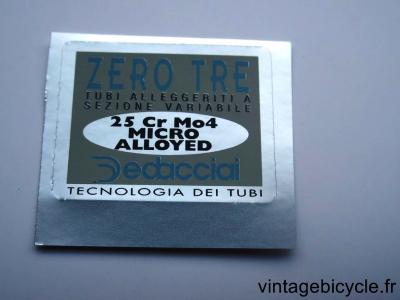 ZERO TRE
TUBI ALLEGGERITI A
SEZIONE VARIABILE
25 Cr Mo4
MICRO
ALLOYED
Dedacciai
TECNOLOGIA DEI TUBI
vintagebicycle.fr